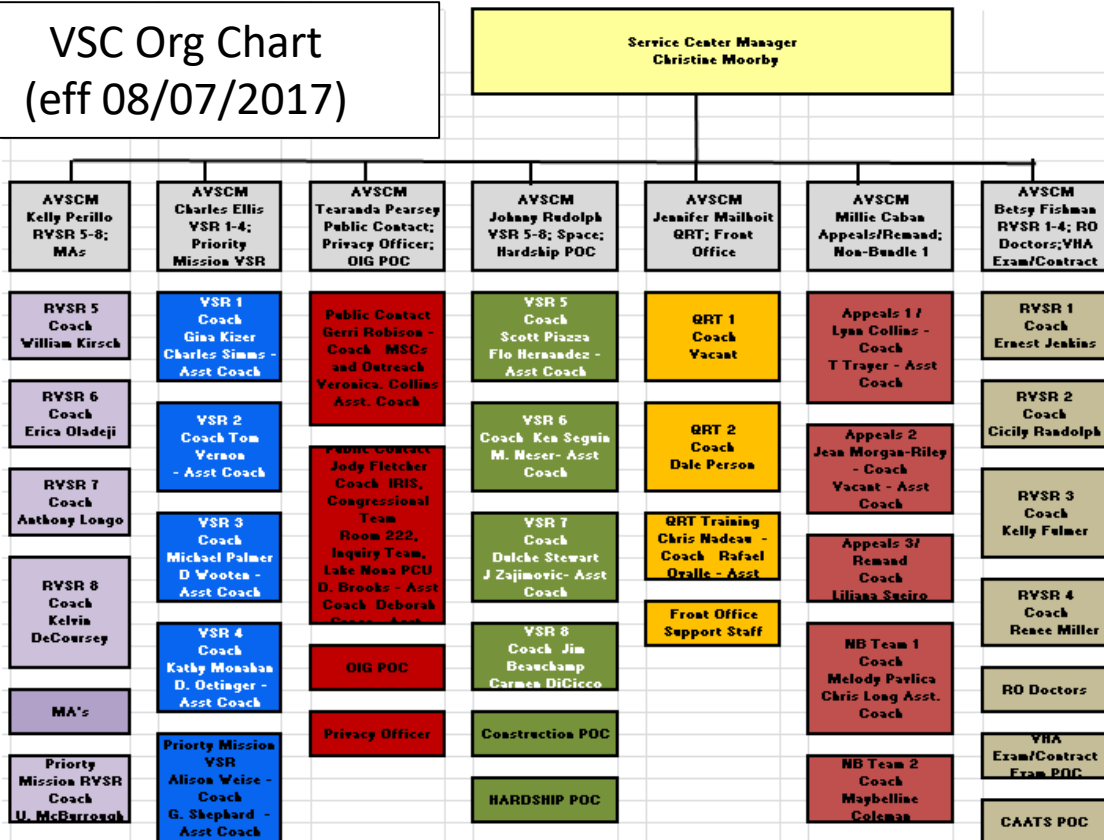 VSC Org Chart
(eff 08/07/2017)
Service Center Manager
Christine Moorby
AVSCM
Kelly Perillo
RVSR 5-8;
MAs
RVSR 5
Coach
William Kirsch
RVSR 6
Coach
Erica Oladeji
RVSR 7
Coach
Anthony Longo
RVSR 8
Coach
Kelvin
DeCoursey
MA's
Priorty
Mission RVSR
Coach
U. McBurrough
AVSCM
Charles Ellis
VSR 1-4;
Priority
Mission VSR
VSR 1
Coach
Gina Kizer
Charles Simms -
Asst Coach
VSR 2
Coach Tom
Vernon
- Asst Coach
VSR 3
Coach
Michael Palmer
D Wooten -
Asst Coach
VSR 4
Coach
Kathy Monahan
D. Oetinger -
Asst Coach
Priorty Mission
VSR
Alison Weise -
Coach
G. Shephard -
Asst Coach
AVSCM
Tearanda Pearsey
Public Contact;
Privacy Officer;
OIG POC
Public Contact
Gerri Robison -
Coach MSCs
and Outreach
Veronica. Collins
Asst. Coach
Public Contact
Jody Fletcher
Coach IRIS,
Congressional
Team
Room 222,
Inquiry Team,
Lake Nona PCU
D. Brooks - Asst
Coach Deborah
OIG POC
Privacy Officer
AVSCM
Johnny Rudolph
VSR 5-8; Space;
Hardship POC
VSR 5
Coach
Scott Piazza
Flo Hernandez -
Asst Coach
VSR 6
Coach Ken Seguin
M. Neser- Asst
Coach
VSR 7
Coach
Dulche Stewart
J Zajimovic- Asst
Coach
VSR 8
Coach Jim
Beauchamp
Carmen DiCicco
Construction POC
HARDSHIP POC
AVSCM
Jennifer Mailhoit
QRT; Front
Office
QRT 1
Coach
Vacant
QRT 2
Coach
Dale Person
QRT Training
Chris Nadeau -
Coach Rafael
Ovalle - Asst
Front Office
Support Staff
AVSCM
Millie Caban
Appeals/Remand;
Non-Bundle 1
Appeals 1 /
Lynn Collins -
Coach
T Trayer - Asst
Coach
Appeals 2
Jean Morgan-Riley
- Coach
Vacant - Asst
Coach
Appeals 3/
Remand
Coach
Liliana Sueiro
NB Team 1
Coach
Melody Pavlica
Chris Long Asst.
Coach
NB Team 2
Coach
Maybelline
Coleman
AVSCM
Betsy Fishman
RVSR 1-4; RO
Doctors;VHA
Exam/Contract
RVSR 1
Coach
Ernest Jenkins
RVSR 2
Coach
Cicily Randolph
RVSR 3
Coach
Kelly Fulmer
RVSR 4
Coach
Renee Miller
RO Doctors
VHA
Exam/Contract
Exam POC
CAATS POC